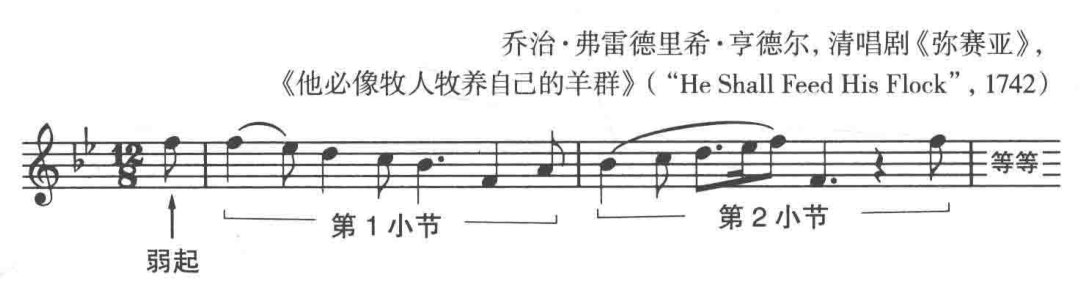 乔治·弗雷德里希·亨德尔, 清唱剧《弥赛亚》,
《他必像牧人牧养自己的羊群》(“He Shall Feed His Flock”, 1742)
12
8
等等
第 1 小节
第 2 小节
弱起